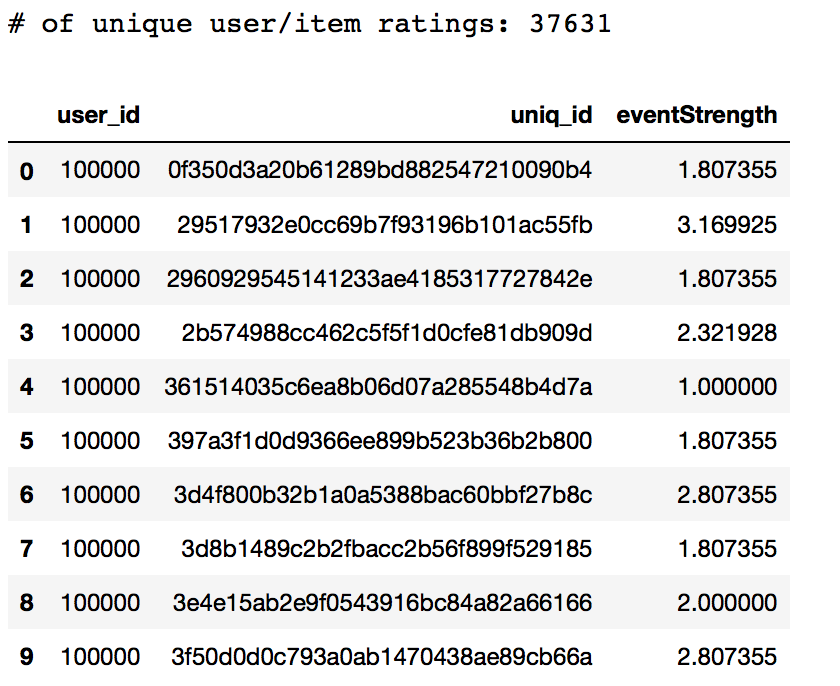 # of unique user/item ratings: 37631
user_id uniq_id eventStrength
0 100000 0f350d3a20b61289bd882547210090b4 1.807355
1 100000 29517932e0cc69b7f93196b101ac55fb 3.169925
2 100000 2960929545141233ae4185317727842e 1.807355
3 100000 2b574988cc462c5f5f1d0cfe81db909d 2.321928
4 100000 361514035c6ea8b06d07a285548b4d7a 1.000000
5 100000 397a3f1d0d9366ee899b523b36b2b800 1.807355
6 100000 3d4f800b32b1a0a5388bac60bbf27b8c 2.807355
7 100000 3d8b1489c2b2fbacc2b56f899f529185 1.807355
8 100000 3e4e15ab2e9f0543916bc84a82a66166 2.000000
9 100000 3f50d0d0c793a0ab1470438ae89cb66a 2.807355